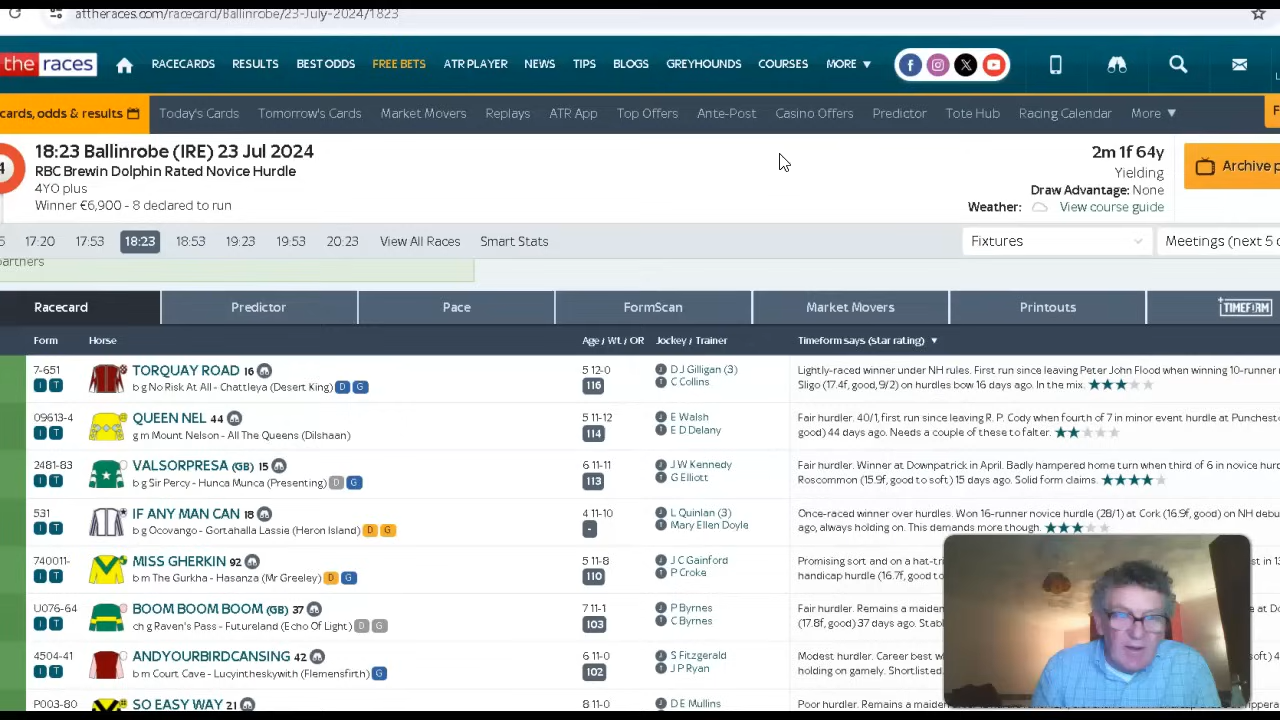 attheraces.com/racecard/Ballinrobe/23-July-2024/1823
the races RACECARDS RESULTS BEST ODDS FREE BETS ATR PLAYER NEWS TIPS BLOGS GREYHOUNDS COURSES MORE
cards, odds & results Today's Cards Tomorrow's Cards Market Movers Replays ATR App Top Offers Ante-Post Casino Offers Predictor Tote Hub Racing Calendar More F
4 18:23 Ballinrobe (IRE) 23 Jul 2024 2m 1f 64y
RBC Brewin Dolphin Rated Novice Hurdle Yielding Archive p
4YO plus Draw Advantage: None
Winner €6,900 - 8 declared to run Weather: View course guide
5 17:20 17:53 18:23 18:53 19:23 19:53 20:23 View All Races Smart Stats Fixtures Meetings (next 5 d
partners
Racecard Predictor Pace FormScan Market Movers Printouts TIMEFORM
Form Horse Age / Wt / OR Jockey / Trainer Timeform says (star rating)
7-651 TORQUAY ROAD 16 5 12-0 J D J Gilligan (3) Lightly-raced winner under NH rules. First run since leaving Peter John Flood when winning 10-runner
I T b g No Risk At All - Chattleya (Desert King) D G 116 T C Collins Sligo (17.4f, good, 9/2) on hurdles bow 16 days ago. In the mix.
09613-4 QUEEN NEL 44 5 11-12 J E Walsh Fair hurdler. 40/1, first run since leaving R. P. Cody when fourth of 7 in minor event hurdle at Punchest
I T g m Mount Nelson - All The Queens (Dilshaan) 114 T E D Delany good) 44 days ago. Needs a couple of these to falter.
2481-83 VALSORPRESA (GB) 15 6 11-11 J J W Kennedy Fair hurdler. Winner at Downpatrick in April. Badly hampered home turn when third of 6 in novice hurd
I T b g Sir Percy - Hunca Munca (Presenting) D G 113 T G Elliott Roscommon (15.9f, good to soft) 15 days ago. Solid form claims.
531 IF ANY MAN CAN 18 4 11-10 J L Quinlan (3) Once-raced winner over hurdles. Won 16-runner novice hurdle (28/1) at Cork (16.9f, good) on NH debu
I T b g Ocovango - Gortahalla Lassie (Heron Island) D G - T Mary Ellen Doyle ago, always holding on. This demands more though.
740011- MISS GHERKIN 92 5 11-8 J J C Gainford Promising sort and on a hat-tri st in 13
I T b m The Gurkha - Hasanza (Mr Greeley) D G 110 T P Croke handicap hurdle (16.7f, good to
U076-64 BOOM BOOM BOOM (GB) 37 7 11-1 J P Byrnes Fair hurdler. Remains a maiden at Do
I T ch g Raven's Pass - Futureland (Echo Of Light) D G 103 T C Byrnes (17.8f, good) 37 days ago. Stabl
4504-41 ANDYOURBIRDCANSING 42 6 11-0 J S Fitzgerald Modest hurdler. Career best w soft) 4
I T b m Court Cave - Lucyintheskywith (Flemensfirth) G 102 T J P Ryan holding on gamely. Shortlisted.
P003-80 SO EASY WAY 21 8 11-0 J D E Mullins Poor hurdler. Remains a maide